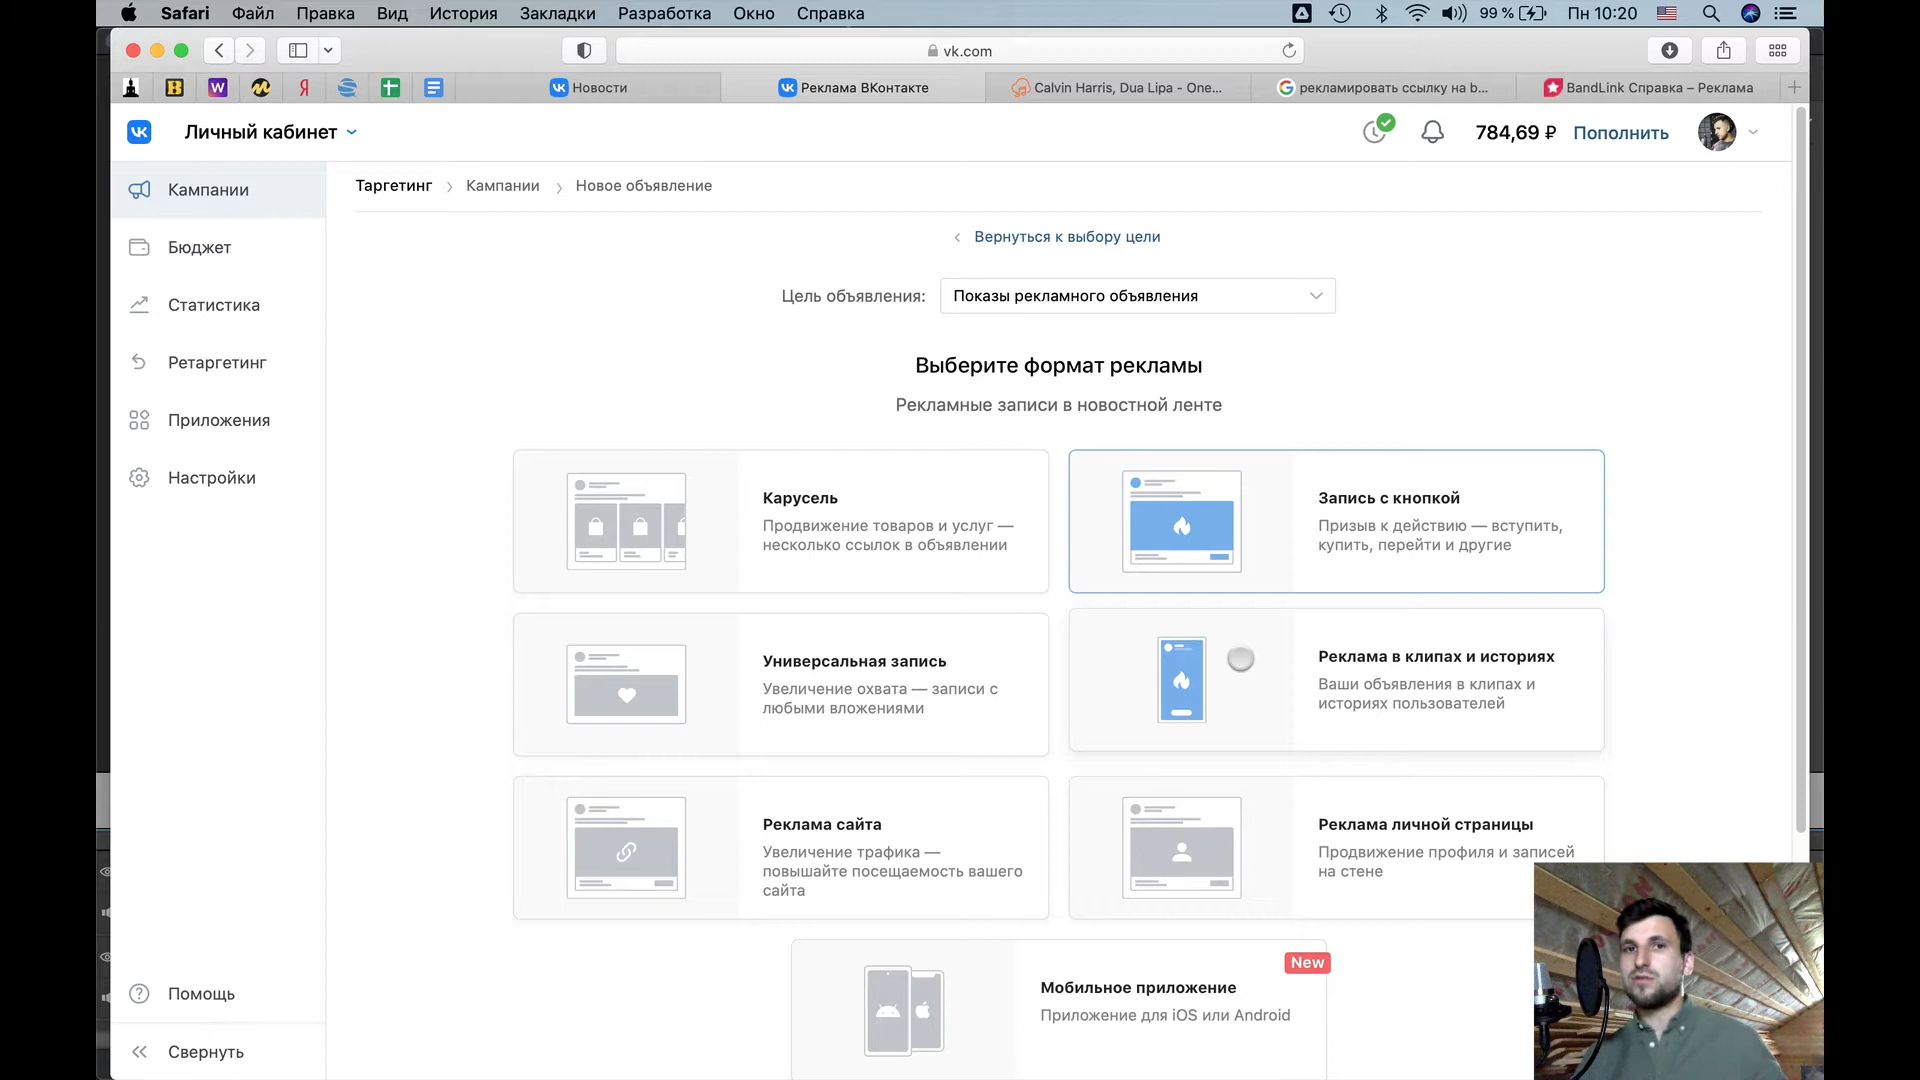 Safari Файл Правка Вид История Закладки Разработка Окно Справка 99 % Пн 10:20
vk.com
Новости Реклама ВКонтакте Calvin Harris, Dua Lipa - One... рекламировать ссылку на b... BandLink Справка – Реклама
Личный кабинет 784,69 ₽ Пополнить
Кампании
Бюджет
Статистика
Ретаргетинг
Приложения
Настройки
Помощь
Свернуть
Таргетинг Кампании Новое объявление
Вернуться к выбору цели
Цель объявления: Показы рекламного объявления
Выберите формат рекламы
Рекламные записи в новостной ленте
Карусель
Продвижение товаров и услуг —
несколько ссылок в объявлении
Запись с кнопкой
Призыв к действию — вступить,
купить, перейти и другие
Универсальная запись
Увеличение охвата — записи с
любыми вложениями
Реклама в клипах и историях
Ваши объявления в клипах и
историях пользователей
Реклама сайта
Увеличение трафика —
повышайте посещаемость вашего
сайта
Реклама личной страницы
Продвижение профиля и записей
на стене
New
Мобильное приложение
Приложение для iOS или Android